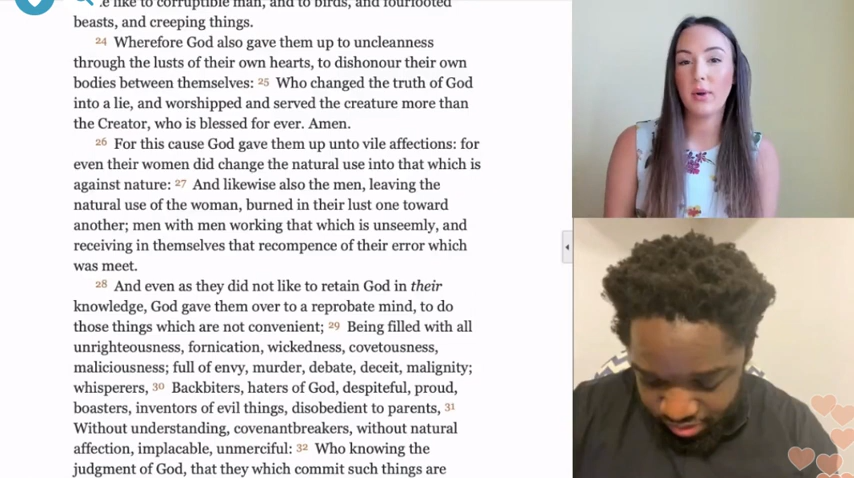 like to corruptible man, and to birds, and fourfooted
beasts, and creeping things.
24 Wherefore God also gave them up to uncleanness
through the lusts of their own hearts, to dishonour their own
bodies between themselves: 25 Who changed the truth of God
into a lie, and worshipped and served the creature more than
the Creator, who is blessed for ever. Amen.
26 For this cause God gave them up unto vile affections: for
even their women did change the natural use into that which is
against nature: 27 And likewise also the men, leaving the
natural use of the woman, burned in their lust one toward
another; men with men working that which is unseemly, and
receiving in themselves that recompence of their error which
was meet.
28 And even as they did not like to retain God in their
knowledge, God gave them over to a reprobate mind, to do
those things which are not convenient; 29 Being filled with all
unrighteousness, fornication, wickedness, covetousness,
maliciousness; full of envy, murder, debate, deceit, malignity;
whisperers, 30 Backbiters, haters of God, despiteful, proud,
boasters, inventors of evil things, disobedient to parents, 31
Without understanding, covenantbreakers, without natural
affection, implacable, unmerciful: 32 Who knowing the
judgment of God, that they which commit such things are